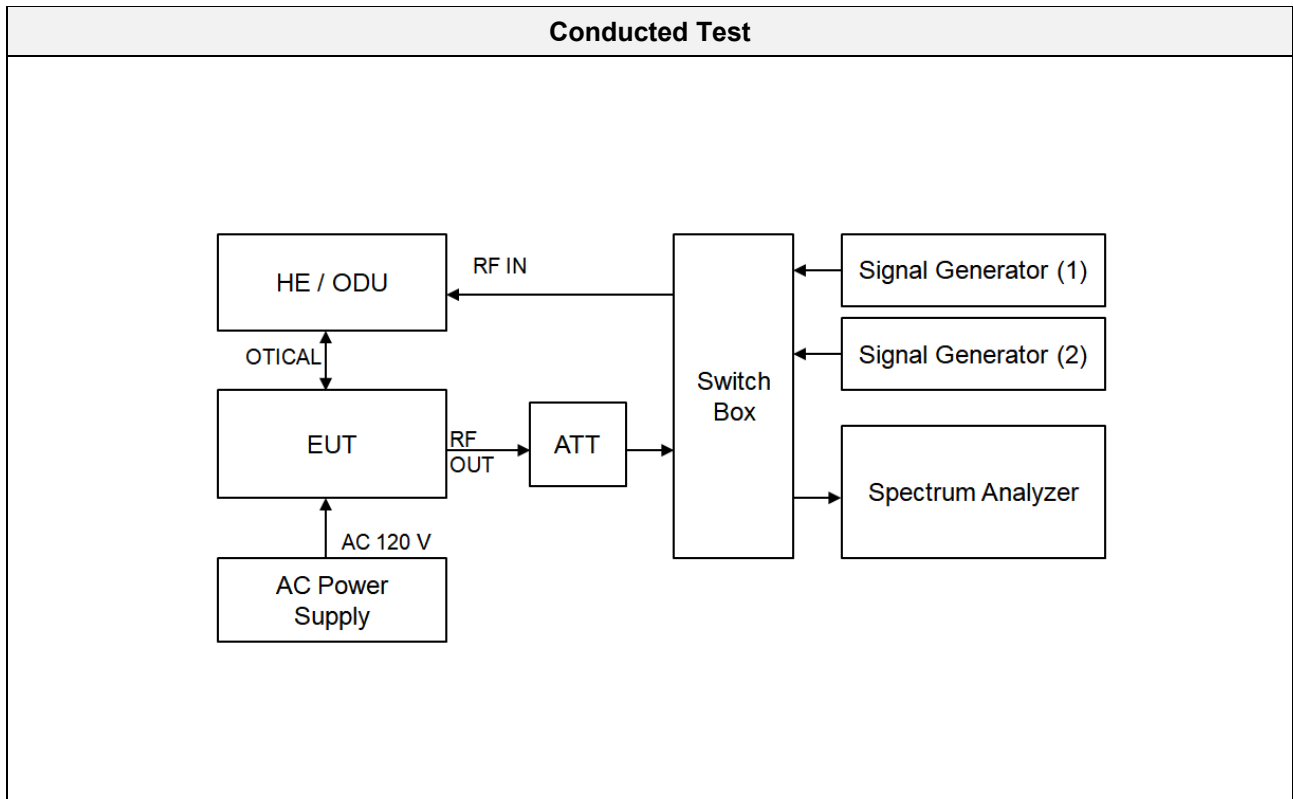 Conducted Test
HE / ODU
RF IN
Signal Generator (1)
OTICAL
Signal Generator (2)
Switch
Box
EUT
RF
OUT
ATT
Spectrum Analyzer
AC 120 V
AC Power
Supply